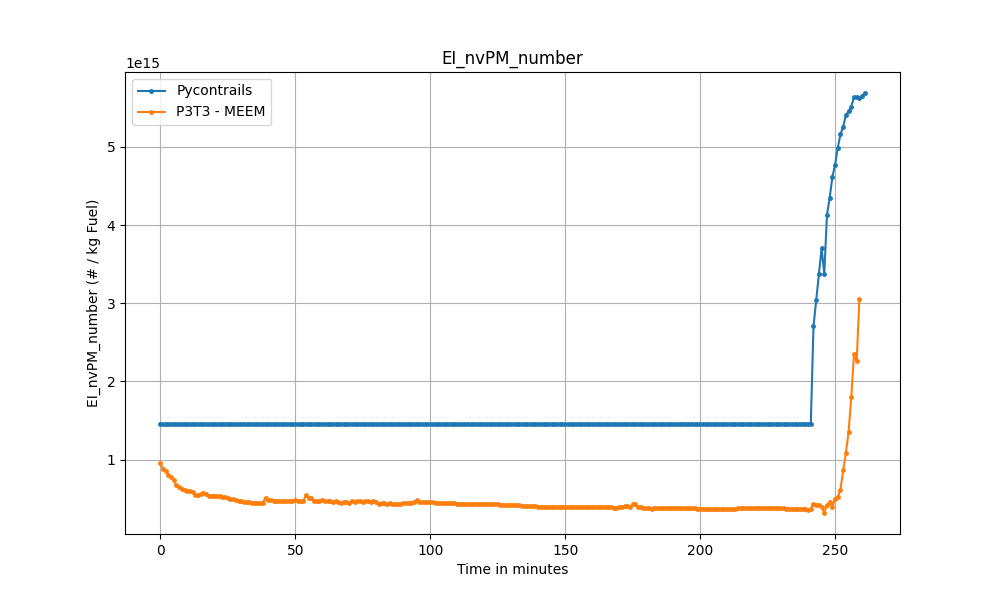 EI_nvPM_number
1e15
Pycontrails
P3T3 - MEEM
EI_nvPM_number (# / kg Fuel)
5
4
3
2
1
0 50 100 150 200 250
Time in minutes